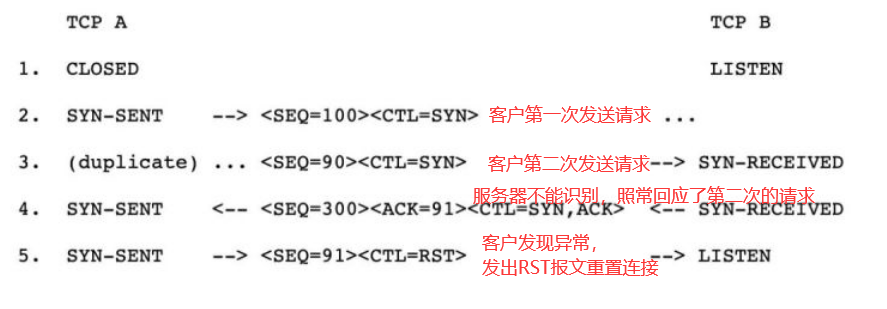 TCP A TCP B
1. CLOSED LISTEN
2. SYN-SENT --> <SEQ=100><CTL=SYN> 客户第一次发送请求 ...
3. (duplicate) ... <SEQ=90><CTL=SYN> 客户第二次发送请求 --> SYN-RECEIVED
服务器不能识别，照常回应了第二次的请求
4. SYN-SENT <-- <SEQ=300><ACK=91><CTL=SYN,ACK> <-- SYN-RECEIVED
客户发现异常，
5. SYN-SENT --> <SEQ=91><CTL=RST> --> LISTEN
发出RST报文重置连接